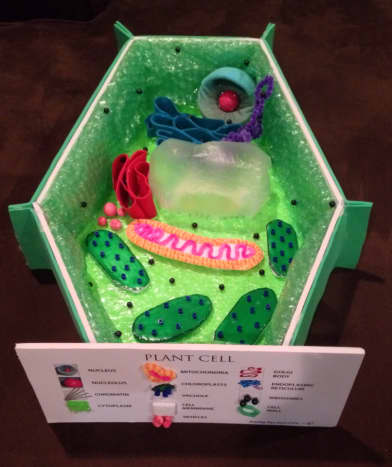 PLANT CELL
NUCLEUS
NUCLEOLUS
CHROMATIN
CYTOPLASM
MITOCHONDRIA
CHLOROPLASTS
VACUOLE
CELL
MEMBRANE
VESICLES
GOLGI
BODY
ENDOPLASMIC
RETICULUM
RIBOSOMES
CELL
WALL